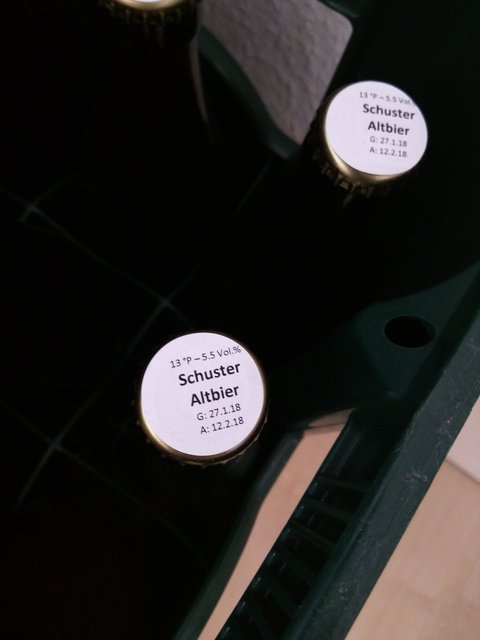 13 °P – 5.5 Vol.
Schuster
Altbier
G: 27.1.18
A: 12.2.18
13 °P – 5.5 Vol.%
Schuster
Altbier
G: 27.1.18
A: 12.2.18